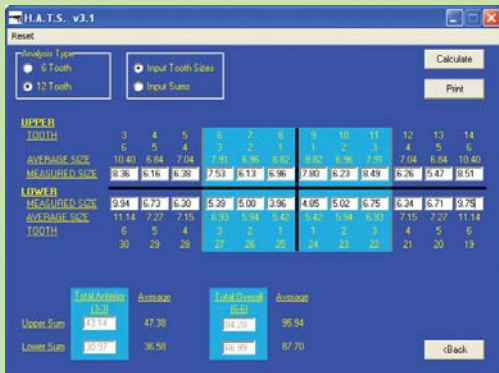 H.A.T.S. v3.1
Reset
Analysis Type
6 Tooth
12 Tooth
Input Tooth Sizes
Input Sums
Calculate
Print
UPPER
TOOTH 3 4 5 6 7 8 9 10 11 12 13 14
6 5 4 3 2 1 1 2 3 4 5 6
AVERAGE SIZE 10.40 6.84 7.04 7.91 6.96 8.82 8.82 6.96 7.91 7.04 6.84 10.40
MEASURED SIZE 8.36 6.16 6.38 7.53 6.13 6.96 7.80 6.23 8.49 6.26 5.47 8.51
LOWER
MEASURED SIZE 9.94 6.73 6.30 5.39 5.00 3.96 4.85 5.02 6.75 6.34 6.71 9.75
AVERAGE SIZE 11.14 7.27 7.15 6.93 5.94 5.42 5.42 5.94 6.93 7.15 7.27 11.14
TOOTH 6 5 4 3 2 1 1 2 3 4 5 6
30 29 28 27 26 25 24 23 22 21 20 19
Total Anterior (3-3) Average Total Overall (6-6) Average
Upper Sum 43.14 47.38 84.28 95.94
Lower Sum 30.97 36.58 66.99 87.70
<Back